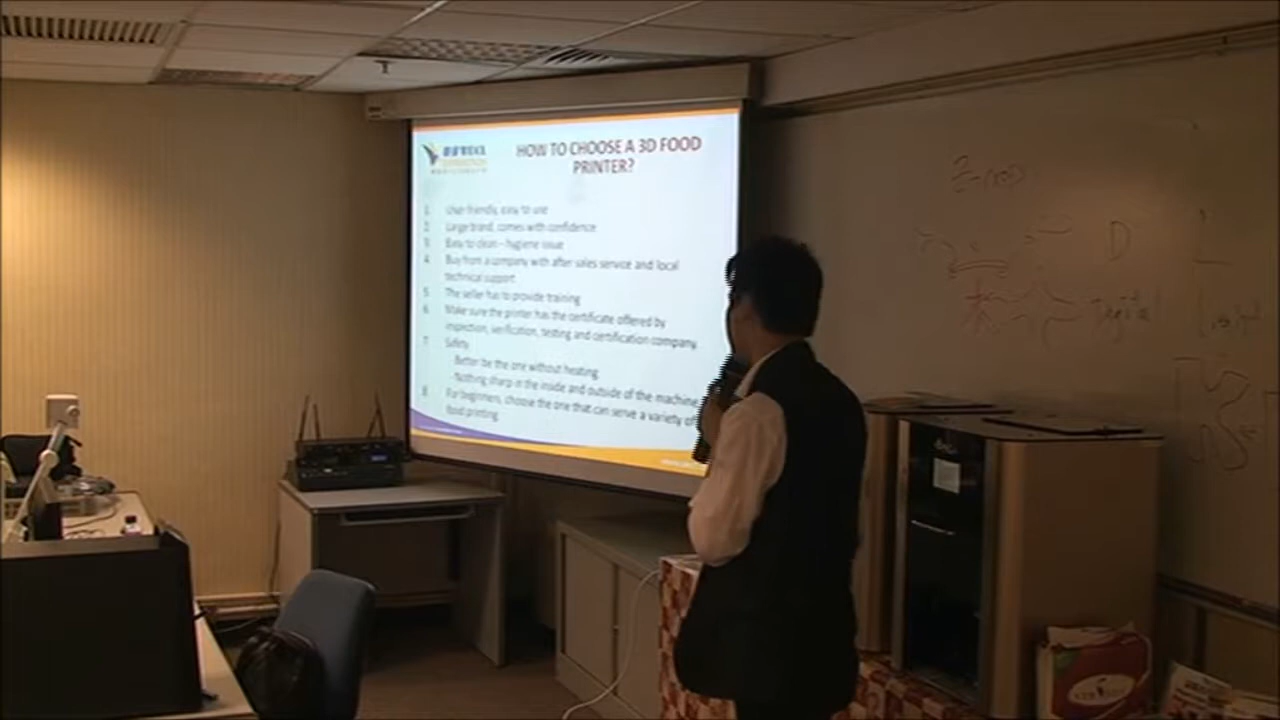 HOW TO CHOOSE A 3D FOOD
PRINTER?
1 User friendly, easy to use
2 Large brand, comes with confidence
3 Easy to clean – hygiene issue
4 Buy from a company with after sales service and local
technical support
5 The seller has to provide training
6 Make sure the printer has the certificate offered by
inspection, verification, testing and certification company
7 Safety
-Better be the one without heating
-Nothing sharp in the inside and outside of the machine
8 For beginners, choose the one that can serve a variety of
food printing
D